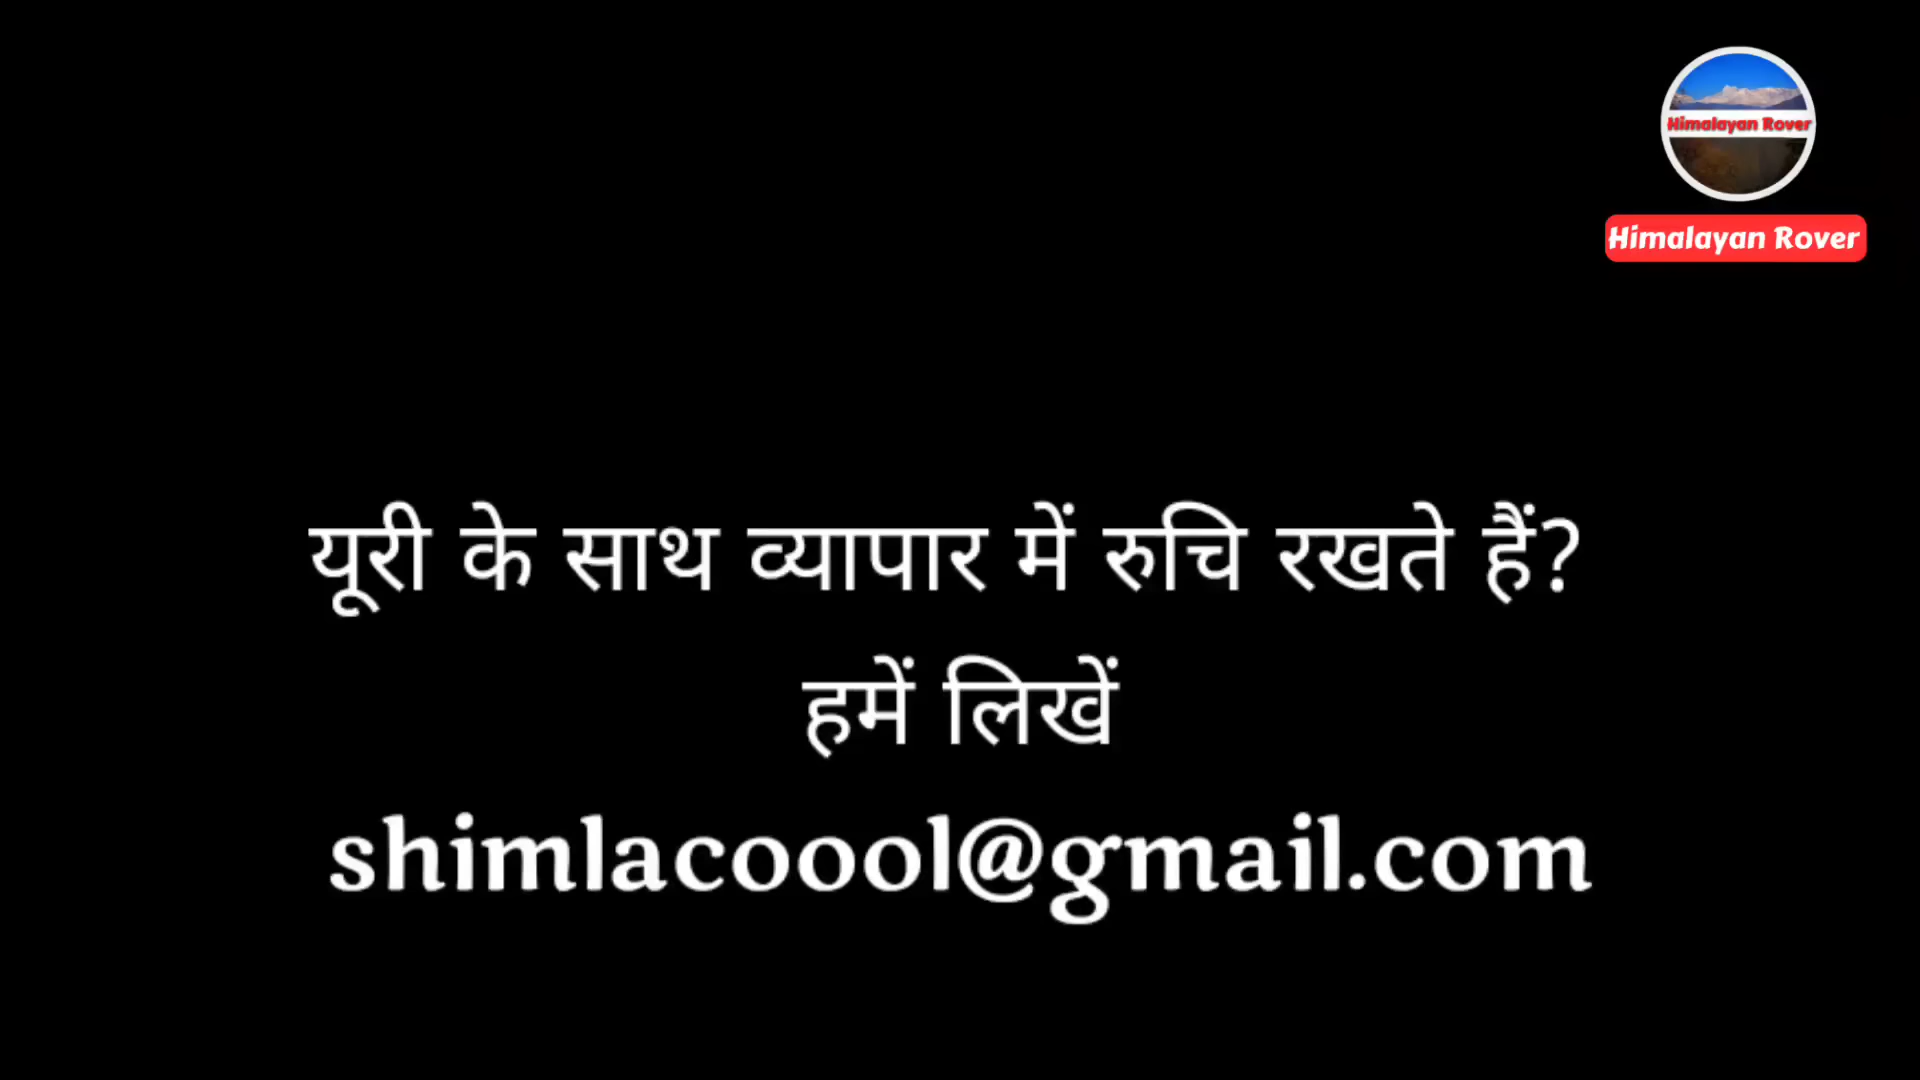 Himalayan Rover
Himalayan Rover
यूरी के साथ व्यापार में रुचि रखते हैं?
हमें लिखें
shimlacoool@gmail.com